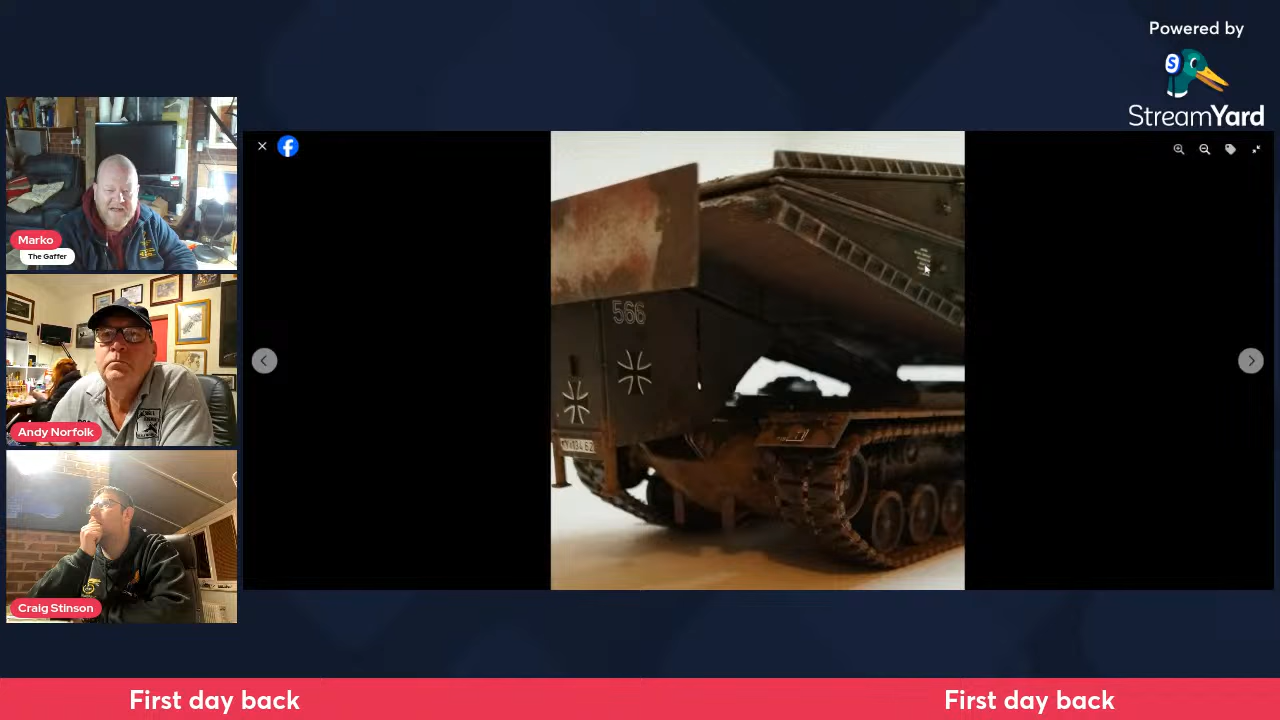 Powered by
StreamYard
Marko
The Gaffer
Andy Norfolk
Craig Stinson
566
First day back
First day back